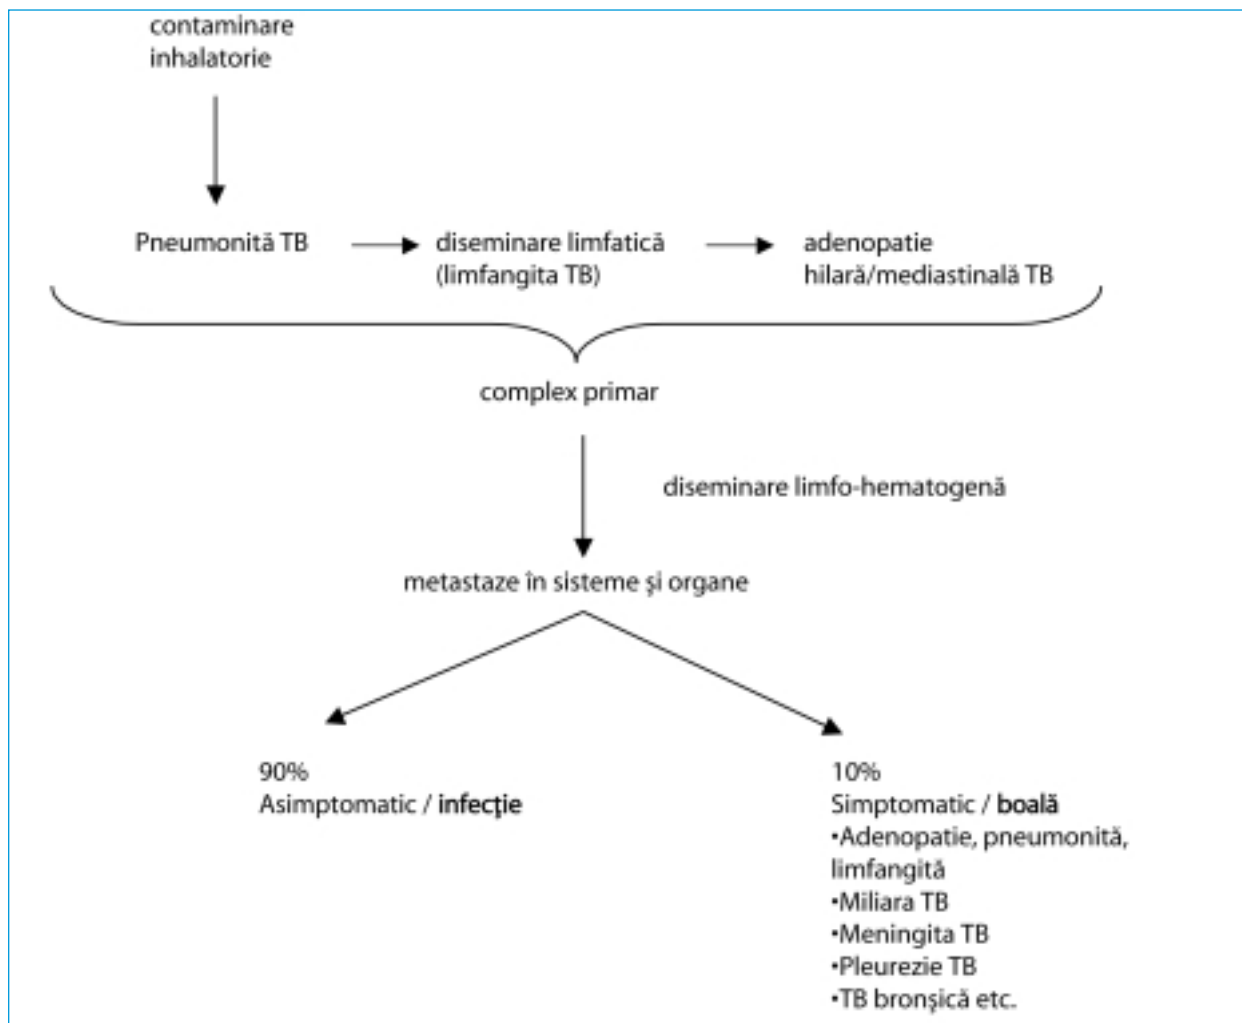 contaminare
inhalatorie
Pneumonită TB
diseminare limfatică
(limfangita TB)
adenopatie
hilară/mediastinală TB
complex primar
diseminare limfo-hematogenă
metastaze în sisteme şi organe
90%
Asimptomatic / infecţie
10%
Simptomatic / boală
•Adenopatie, pneumonită,
limfangită
•Miliara TB
•Meningita TB
•Pleurezie TB
•TB bronşică etc.